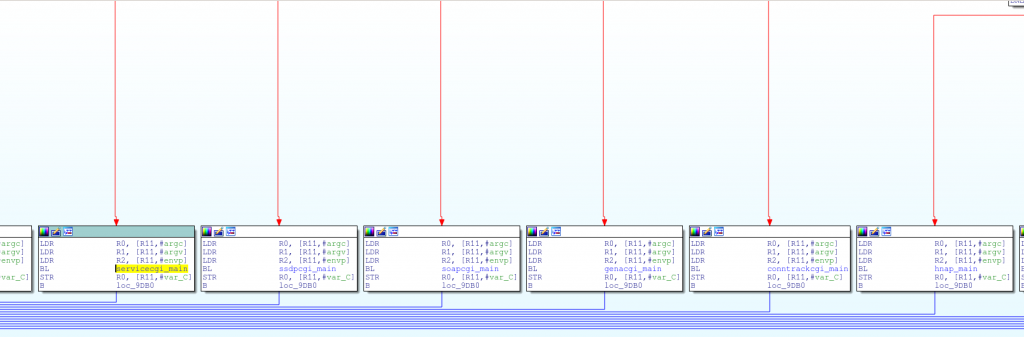 argc]
argv]
envp]
var_C]
LDR R0, [R11,#argc]
LDR R1, [R11,#argv]
LDR R2, [R11,#envp]
BL servicecgi_main
STR R0, [R11,#var_C]
B loc_9DB0
LDR R0, [R11,#argc]
LDR R1, [R11,#argv]
LDR R2, [R11,#envp]
BL ssdpcgi_main
STR R0, [R11,#var_C]
B loc_9DB0
LDR R0, [R11,#argc]
LDR R1, [R11,#argv]
LDR R2, [R11,#envp]
BL soapcgi_main
STR R0, [R11,#var_C]
B loc_9DB0
LDR R0, [R11,#argc]
LDR R1, [R11,#argv]
LDR R2, [R11,#envp]
BL genacgi_main
STR R0, [R11,#var_C]
B loc_9DB0
LDR R0, [R11,#argc]
LDR R1, [R11,#argv]
LDR R2, [R11,#envp]
BL conntrackcgi_main
STR R0, [R11,#var_C]
B loc_9DB0
LDR R0, [R11,#argc]
LDR R1, [R11,#argv]
LDR R2, [R11,#envp]
BL hnap_main
STR R0, [R11,#var_C]
B loc_9DB0